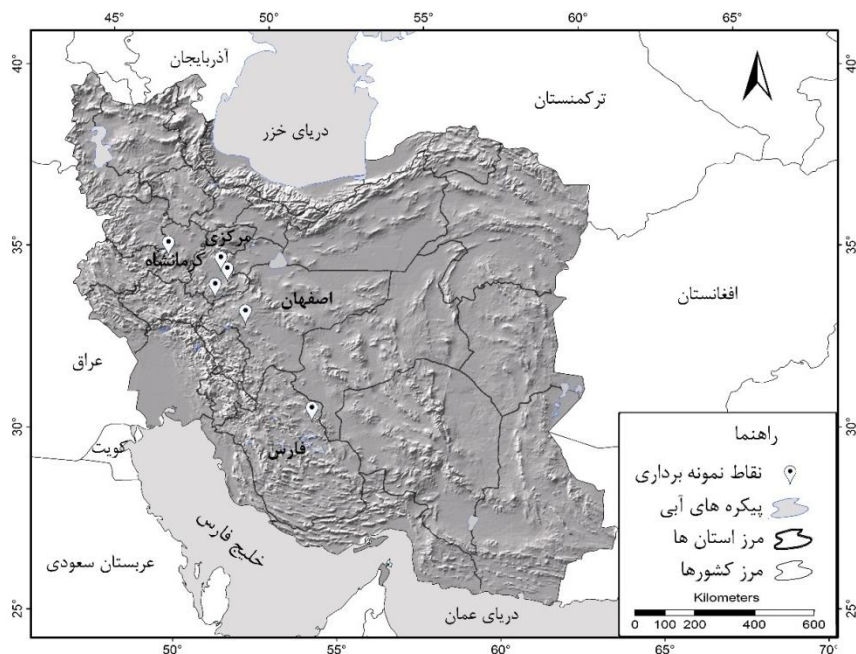 45° 50° 55° 60° 65°
آذربایجان
40° 40°
ترکمنستان
دریای خزر
35° 35°
مرکزی
کرمانشاه
افغانستان
اصفهان
عراق
30° 30°
کویت
فارس
خلیج فارس
عربستان سعودی
25° 25°
دریای عمان
راهنما
نقاط نمونه برداری
پیکره های آبی
مرز استان ها
مرز کشورها
Kilometers
0 100 200 400 600
50° 55° 60° 65° 70°